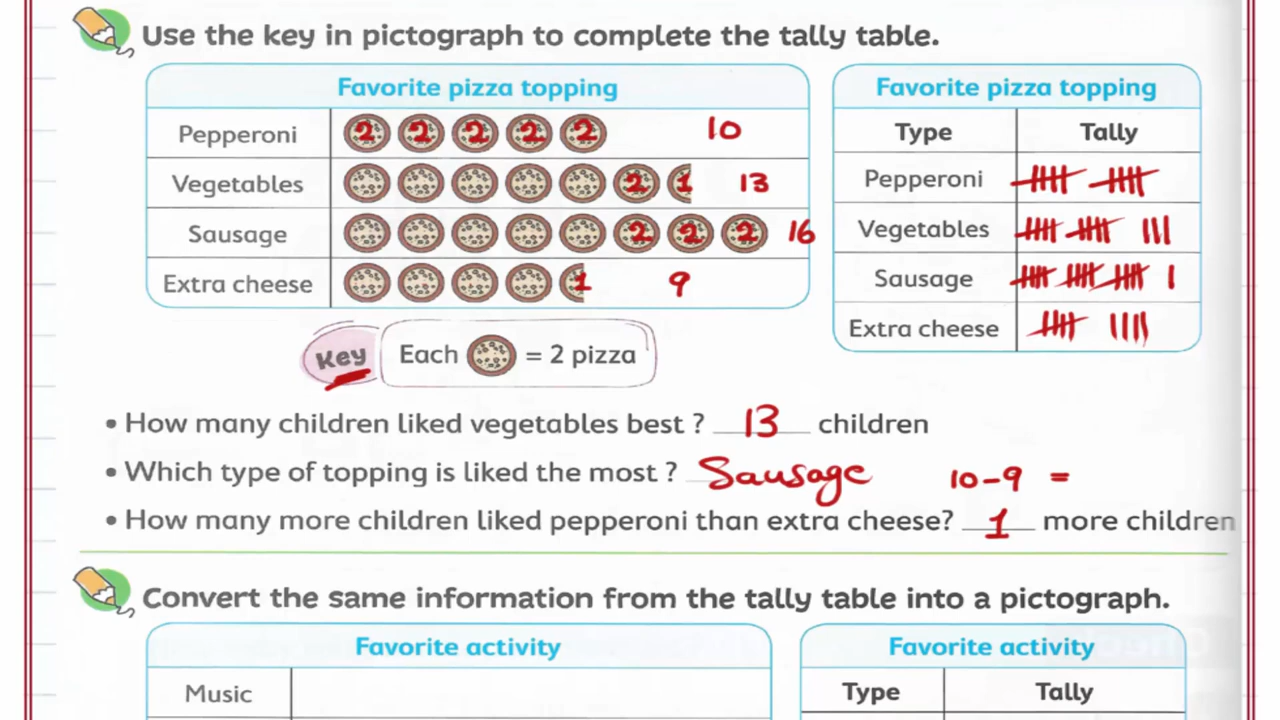 Use the key in pictograph to complete the tally table.
Favorite pizza topping
Pepperoni 2 2 2 2 2 10
Vegetables 2 1 13
Sausage 2 2 2 16
Extra cheese 1 9
Key Each = 2 pizza
Favorite pizza topping
Type Tally
Pepperoni
Vegetables
Sausage
Extra cheese
• How many children liked vegetables best ? 13 children
• Which type of topping is liked the most ? Sausage 10-9 =
• How many more children liked pepperoni than extra cheese? 1 more children
Convert the same information from the tally table into a pictograph.
Favorite activity
Music
Favorite activity
Type Tally